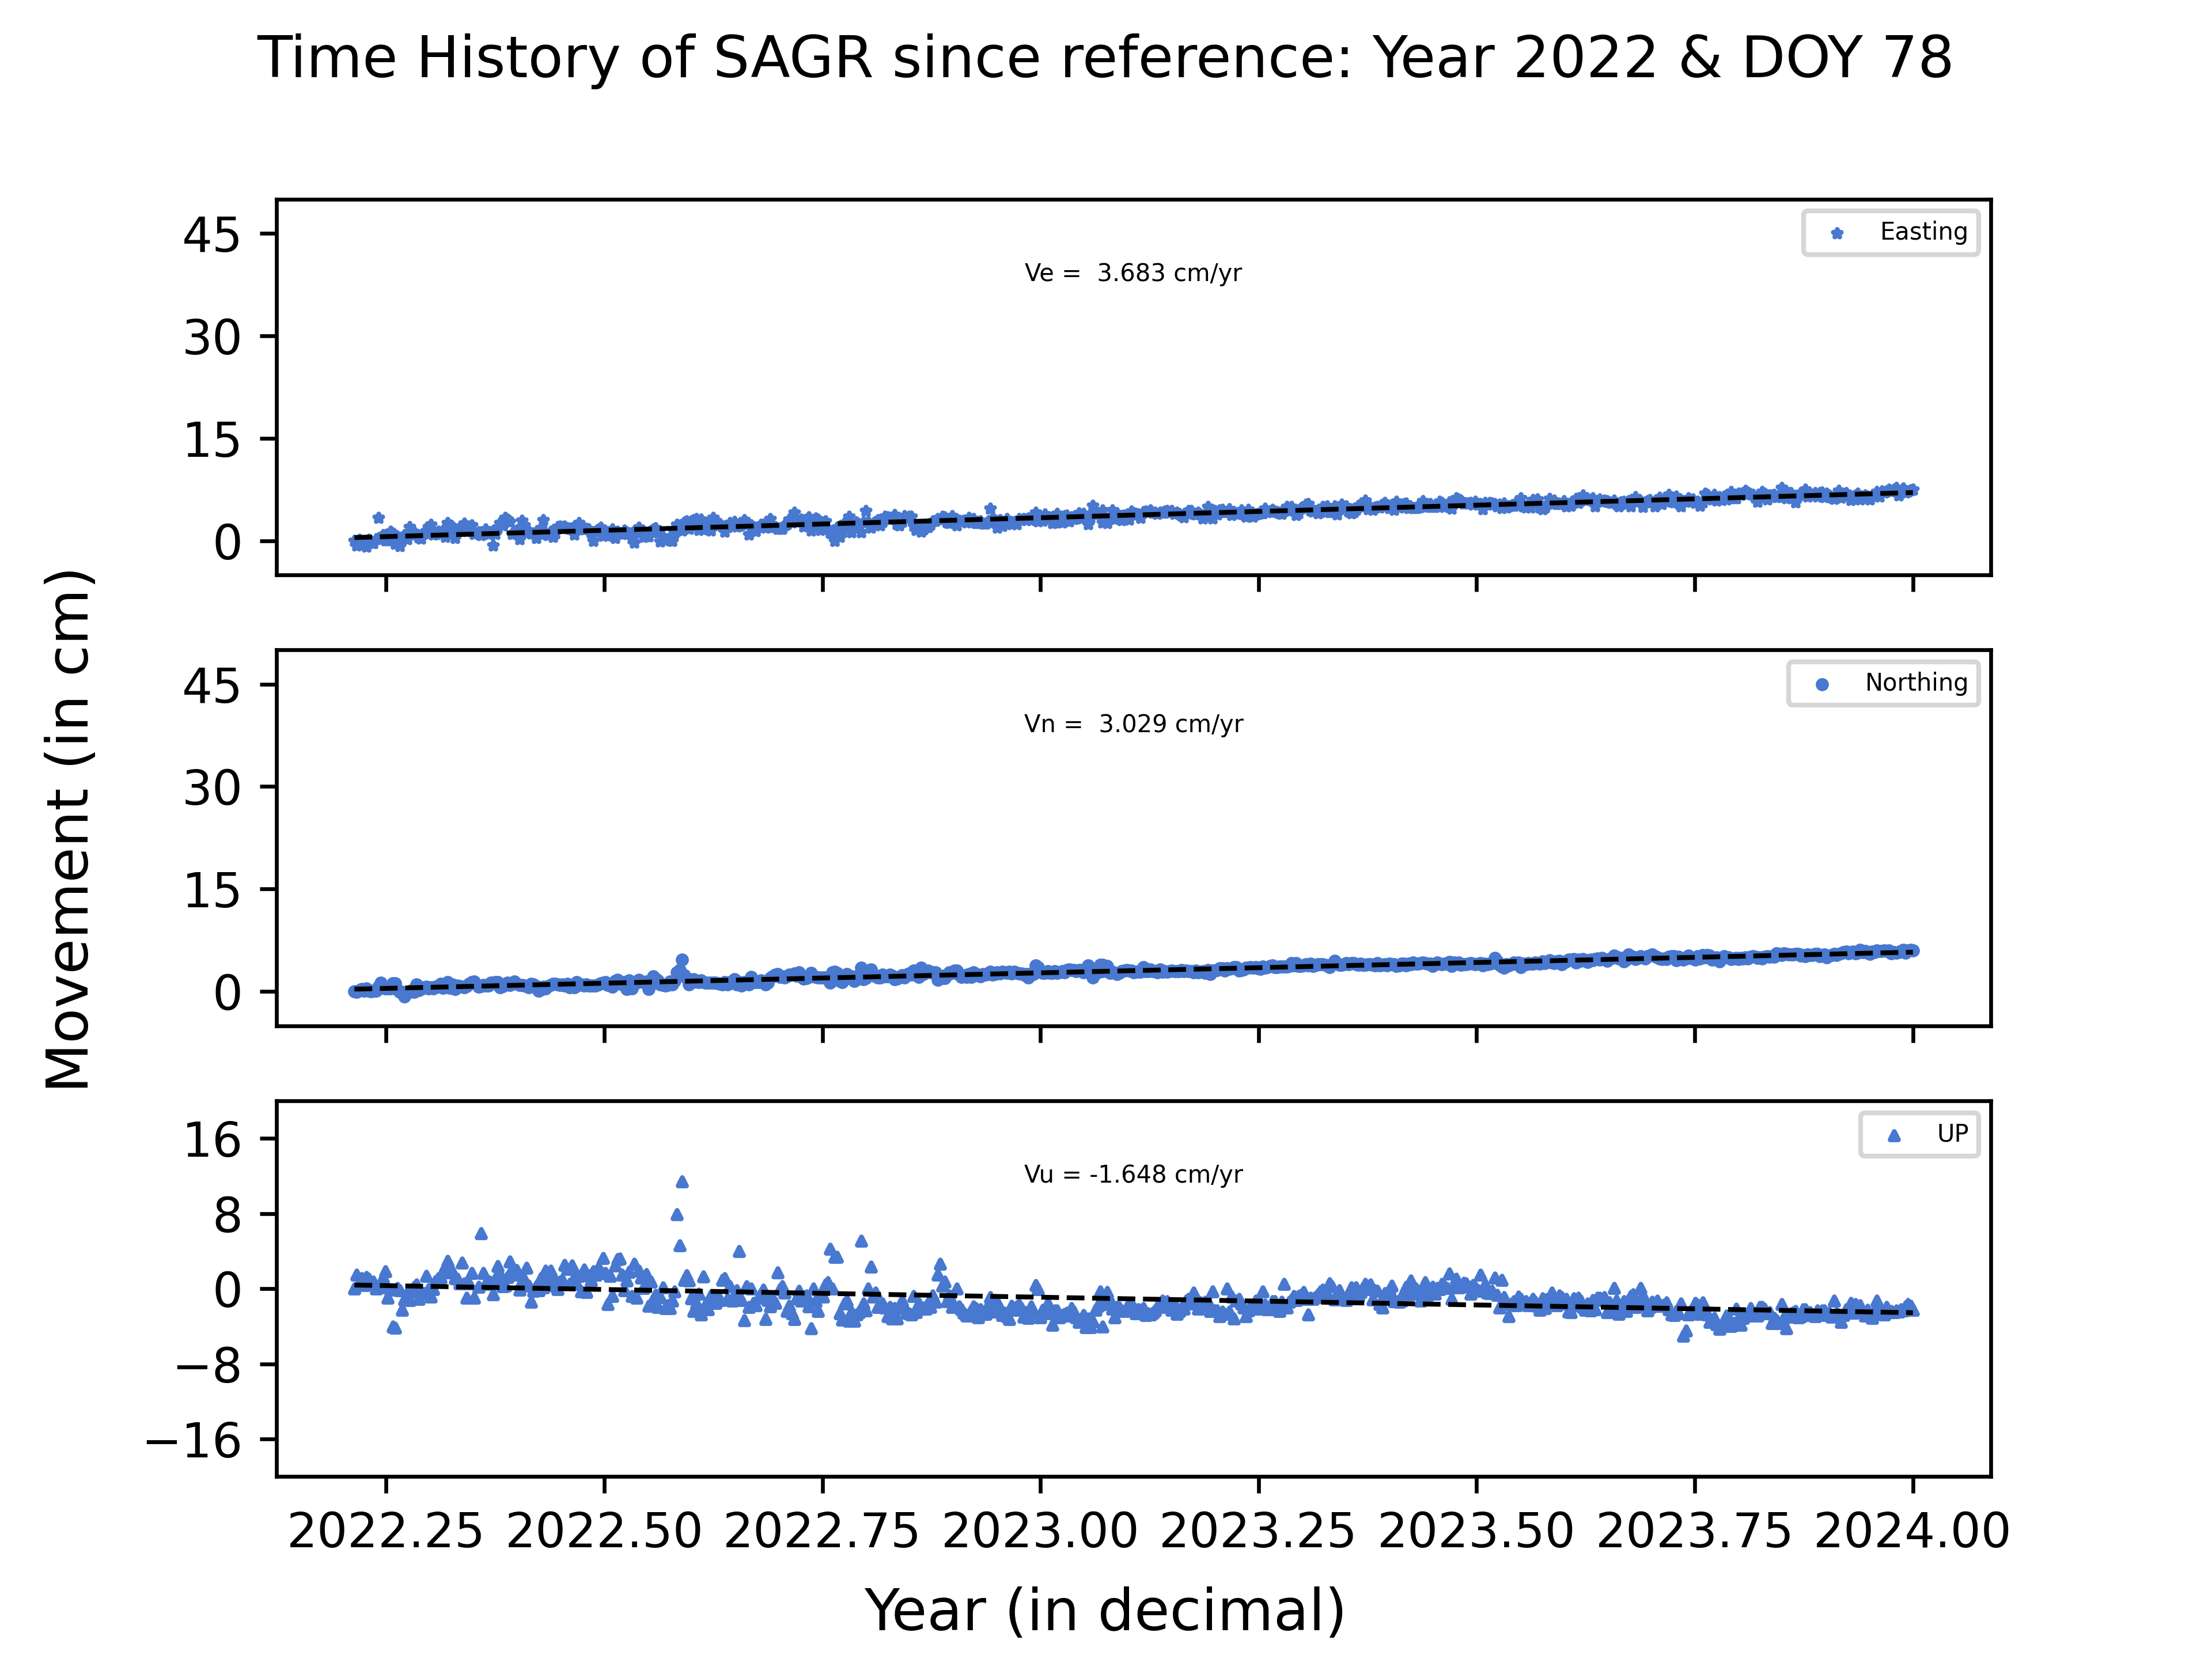 Time History of SAGR since reference: Year 2022 & DOY 78
45
30
15
0
Ve =  3.683 cm/yr
Easting
Movement (in cm)
45
30
15
0
Vn =  3.029 cm/yr
Northing
16
8
0
−8
−16
Vu = -1.648 cm/yr
UP
2022.25 2022.50 2022.75 2023.00 2023.25 2023.50 2023.75 2024.00
Year (in decimal)